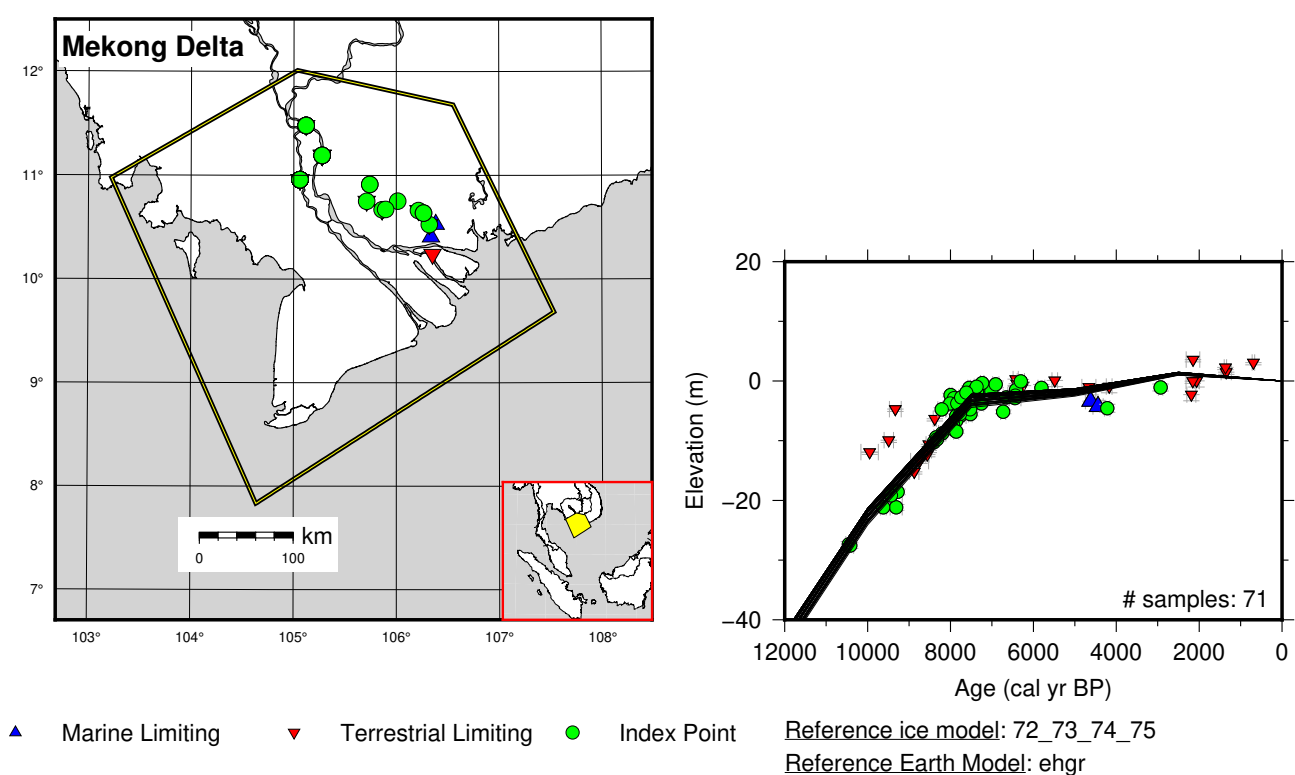 Mekong Delta
12°
11°
10°
9°
8°
7°
103°
104°
105°
106°
107°
108°
km
0
100
20
0
−20
−40
Elevation (m)
# samples: 71
12000
10000
8000
6000
4000
2000
0
Age (cal yr BP)
Marine Limiting
Terrestrial Limiting
Index Point
Reference ice model: 72_73_74_75
Reference Earth Model: ehgr